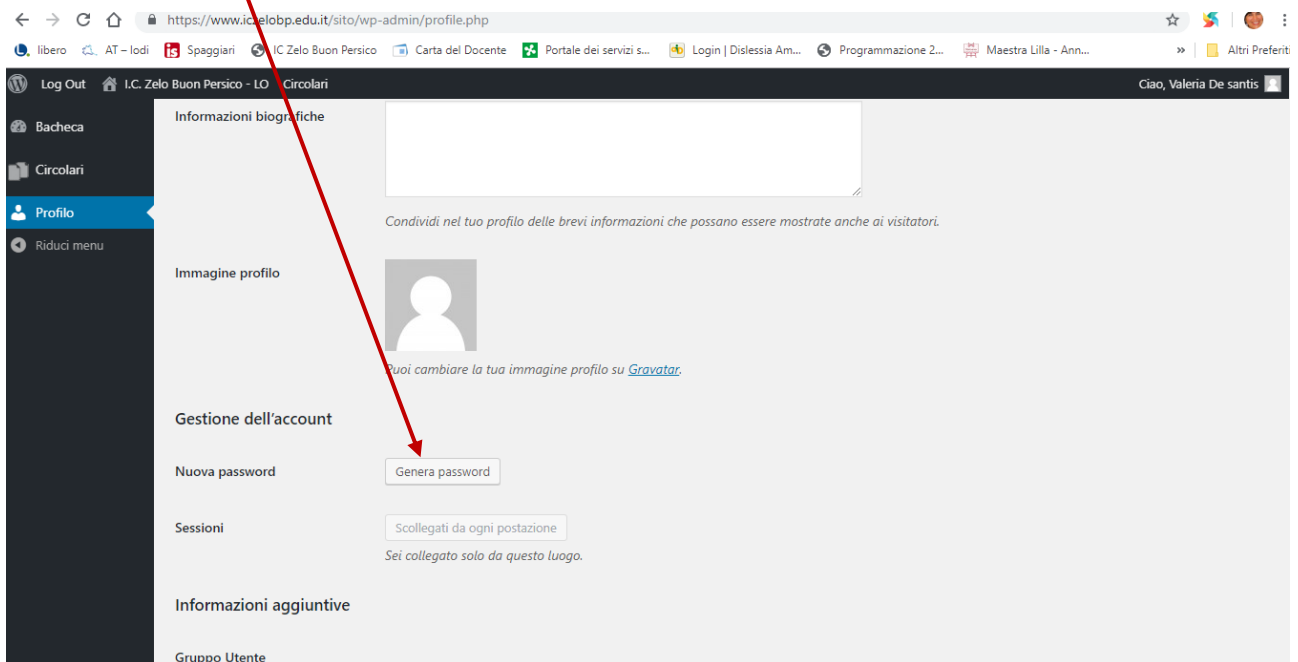 https://www.iczelobp.edu.it/sito/wp-admin/profile.php
libero AT – lodi is Spaggiari IC Zelo Buon Persico Carta del Docente Portale dei servizi s... Login | Dislessia Am... Programmazione 2... Maestra Lilla - Ann... » Altri Preferiti
Log Out I.C. Zelo Buon Persico - LO Circolari Ciao, Valeria De santis
Bacheca
Circolari
Profilo
Riduci menu
Informazioni biografiche
Condividi nel tuo profilo delle brevi informazioni che possano essere mostrate anche ai visitatori.
Immagine profilo
Puoi cambiare la tua immagine profilo su Gravatar.
Gestione dell’account
Nuova password Genera password
Sessioni Scollegati da ogni postazione
Sei collegato solo da questo luogo.
Informazioni aggiuntive
Gruppo Utente